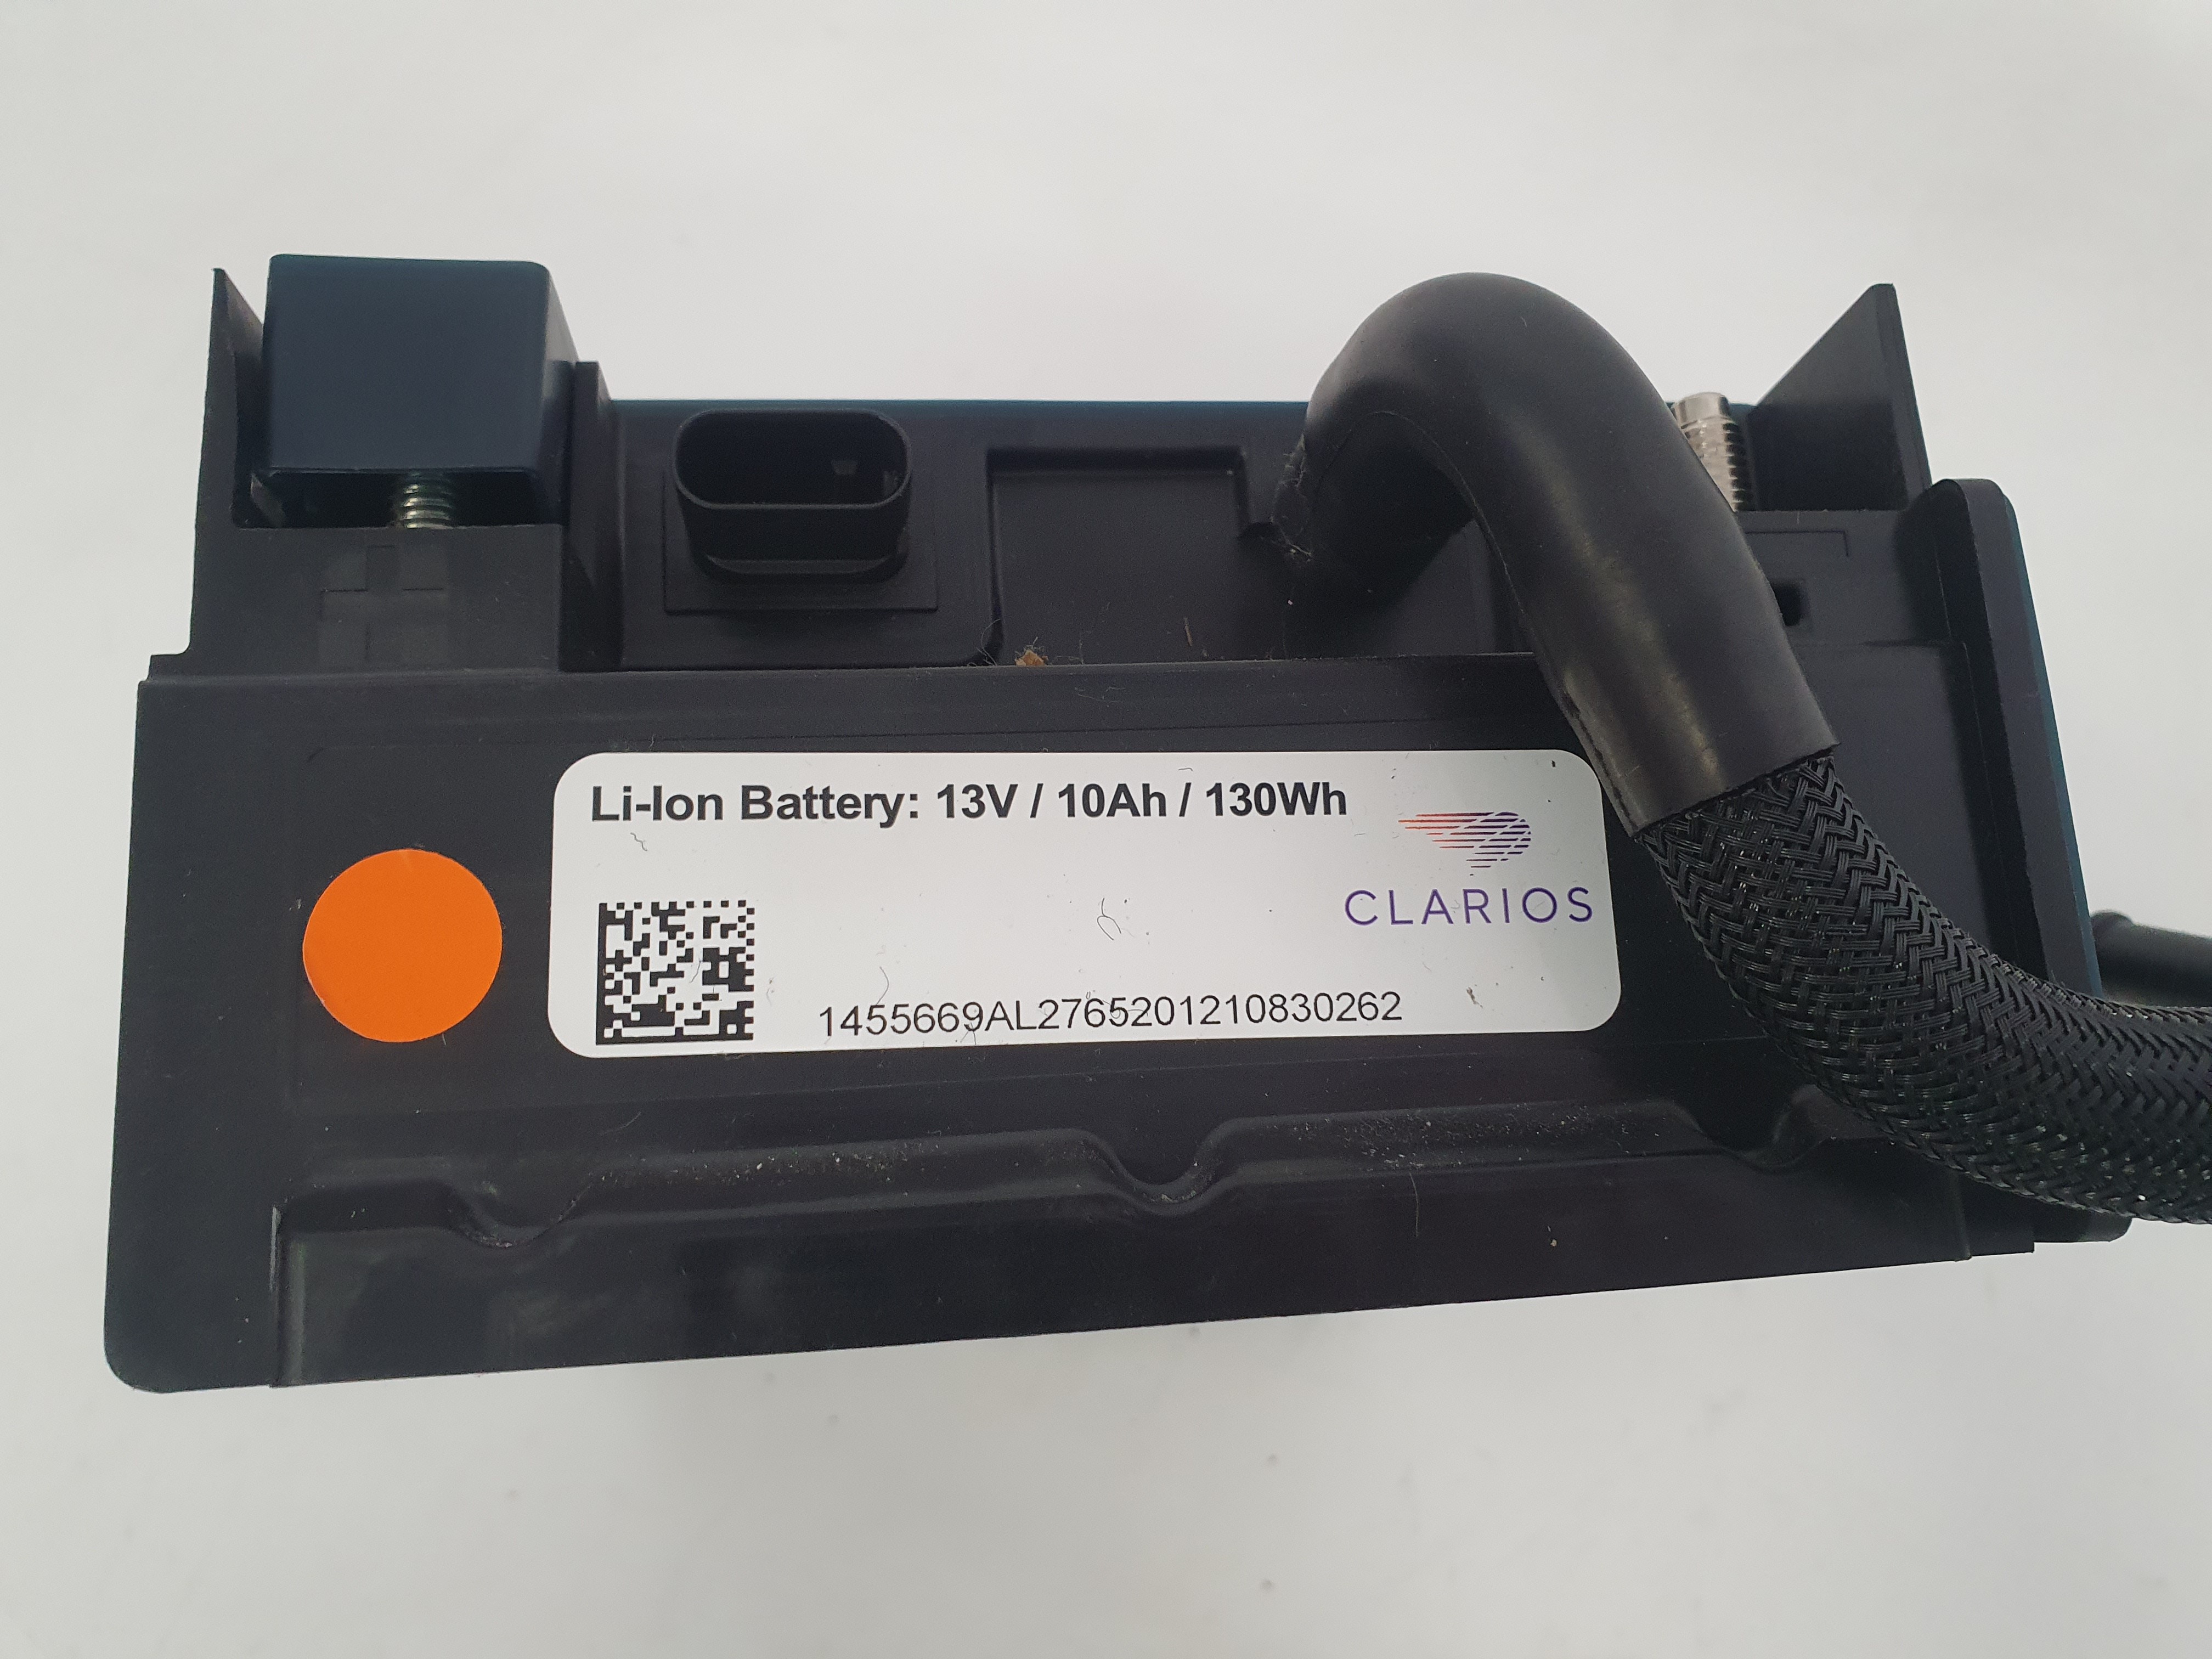 Li-Ion Battery: 13V / 10Ah / 130Wh
CLARIOS
1455669AL2765201210830262